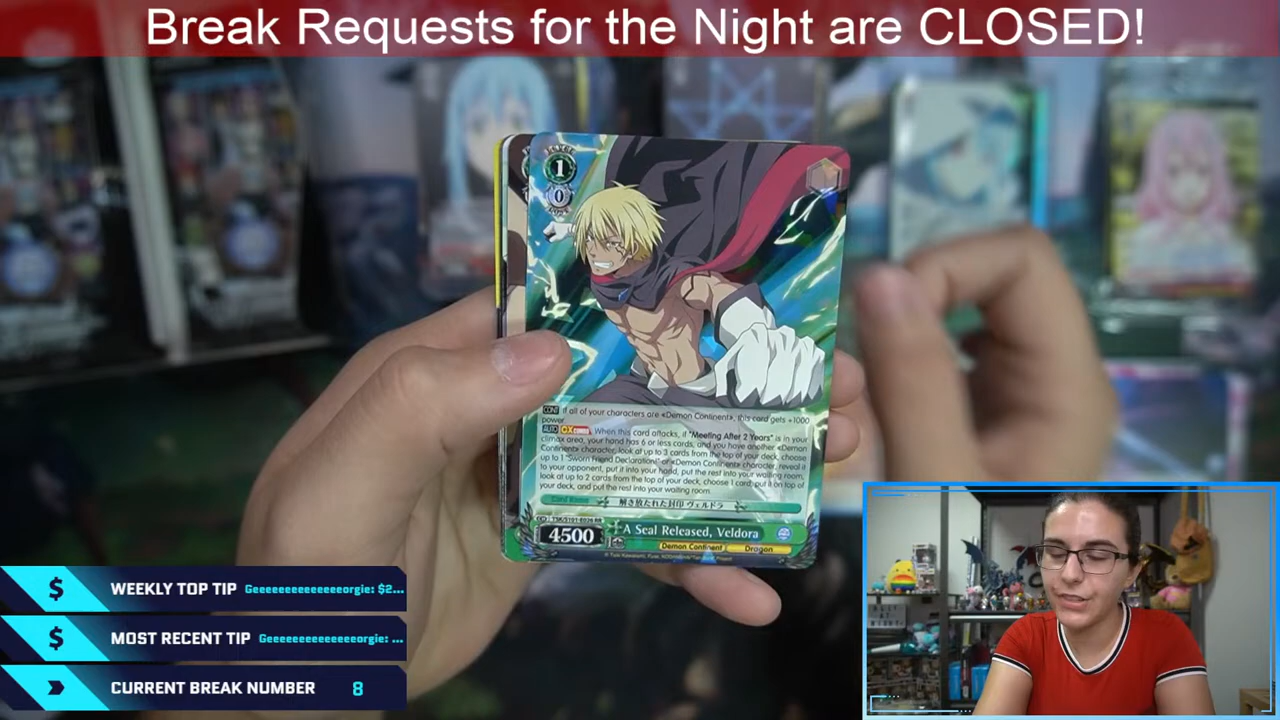 Break Requests for the Night are CLOSED!
1
0
CONT If all of your characters are «Demon Continent», this card gets +1000
power.
AUTO CX COMBO When this card attacks, if "Meeting After 2 Years" is in your
climax area, your hand has 6 or less cards, and you have another «Demon
Continent» character, look at up to 3 cards from the top of your deck, choose
up to 1 "Sworn Friend Declaration" or «Demon Continent» character, reveal it
to your opponent, put it into your hand, put the rest into your waiting room,
look at up to 2 cards from the top of your deck, choose 1 card, put it on top of
your deck, and put the rest into your waiting room.
Card Name
解き放たれた封印 ヴェルドラ
4500
A Seal Released, Veldora
Demon Continent Dragon
WEEKLY TOP TIP Geeeeeeeeeeeeeeorgie: $2...
MOST RECENT TIP Geeeeeeeeeeeeeeorgie: ...
CURRENT BREAK NUMBER 8